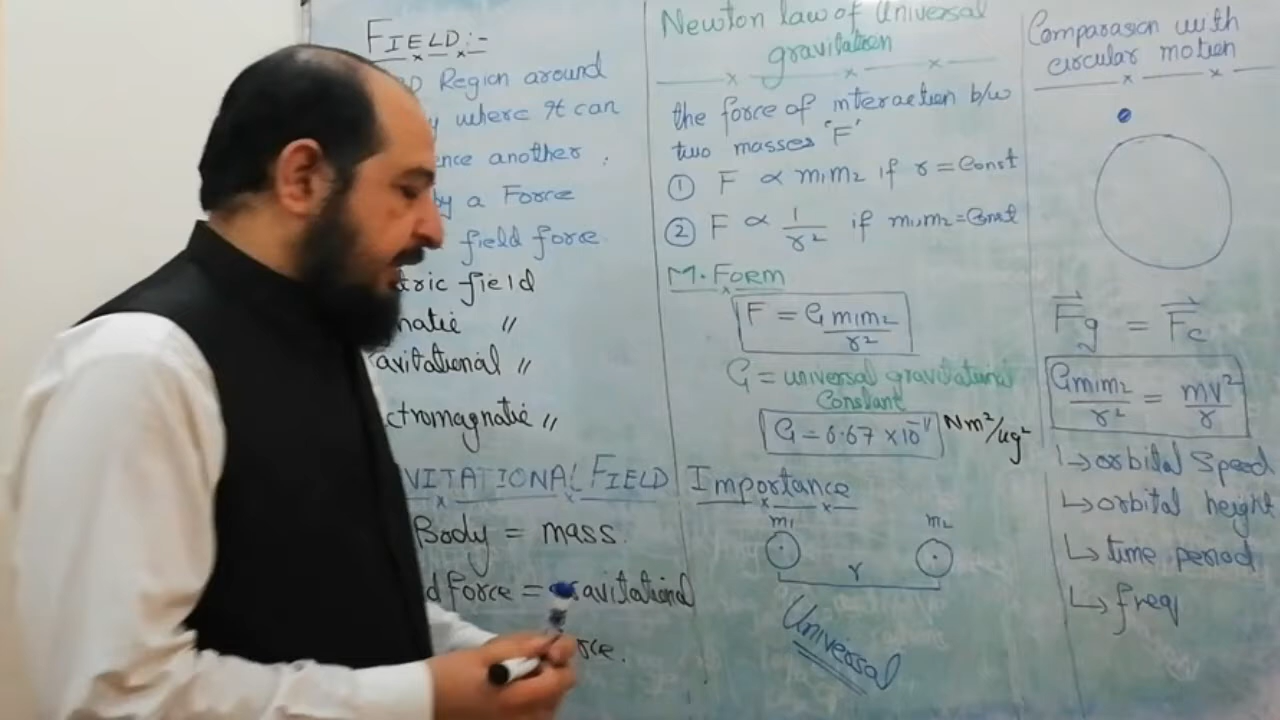 FIELD:-
Region around
where It can
ence another.
by a Force
field force.
tric field
natic "
avitational "
ctromagnatic "
VITATIONAL FIELD
Body = mass.
d force = gravitational
rce.
Newton law of Universal
gravitation
the force of interaction b/w
two masses 'F'
① F ∝ m₁m₂ if r = Const
② F ∝ 1/r² if m₁m₂ = Const
M.FORM
F = G m₁m₂/r²
G = universal gravitational
Constant
G = 6.67 × 10⁻¹¹ Nm²/kg²
Importance
m₁ m₂
r
Universal
Comparasion with
circular motion
Fg = Fc
Gm₁m₂/r² = mv²/r
↳ orbital Speed
↳ orbital height
↳ time period
↳ freq